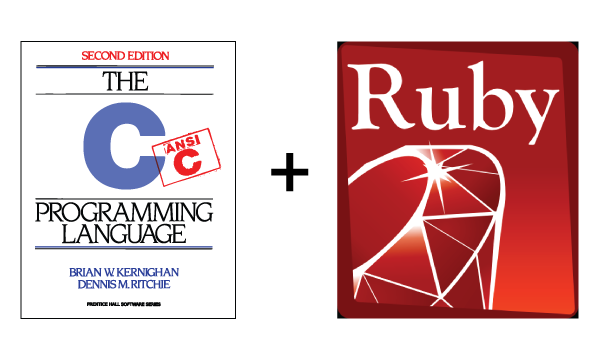 SECOND EDITION
THE
C
ANSI
C
PROGRAMMING
LANGUAGE
BRIAN W. KERNIGHAN
DENNIS M. RITCHIE
PRENTICE HALL SOFTWARE SERIES
+
Ruby